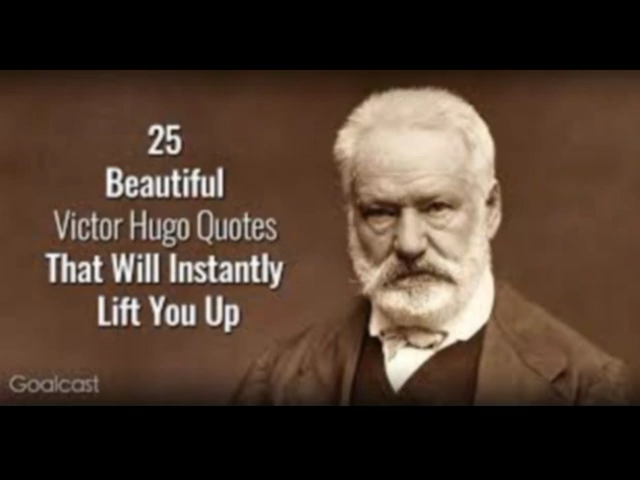 25
Beautiful
Victor Hugo Quotes
That Will Instantly
Lift You Up
Goalcast